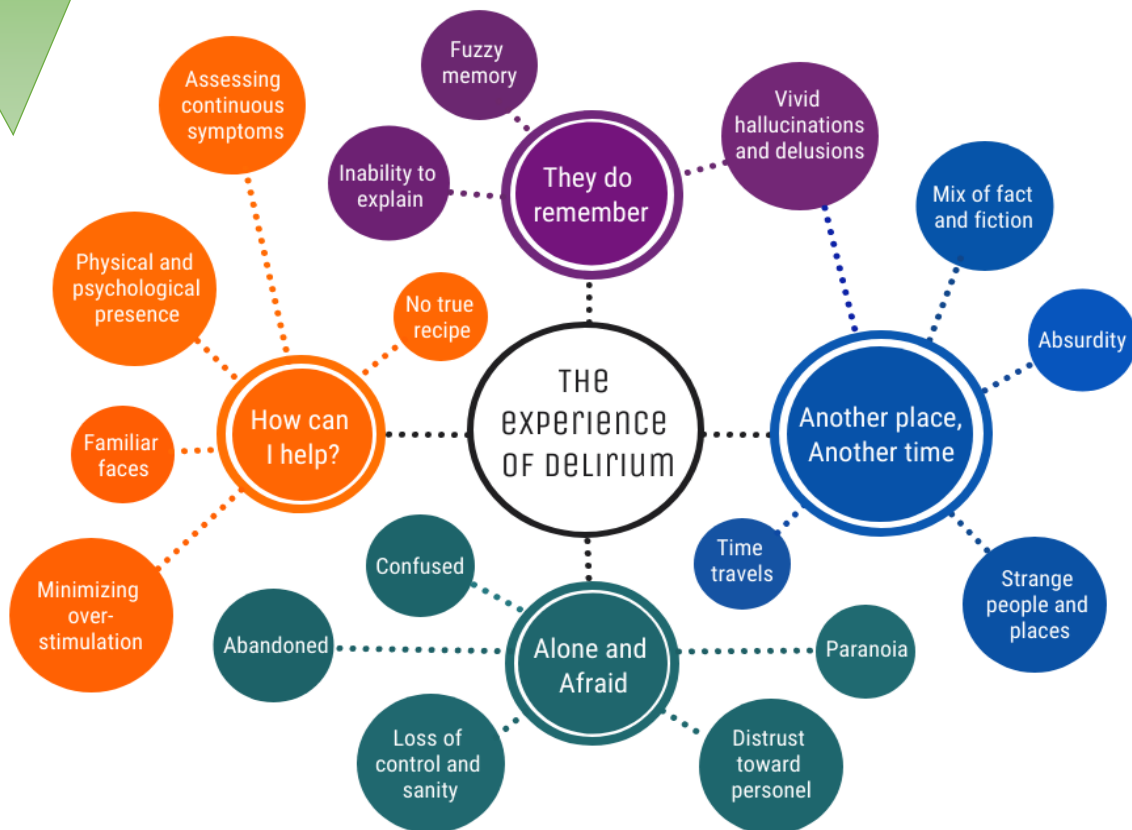 THE
EXPERIENCE
OF DELIRIUM
They do
remember
Fuzzy
memory
Inability to
explain
Vivid
hallucinations
and delusions
Another place,
Another time
Mix of fact
and fiction
Absurdity
Strange
people and
places
Time
travels
Alone and
Afraid
Paranoia
Distrust
toward
personel
Loss of
control and
sanity
Abandoned
Confused
How can
I help?
Assessing
continuous
symptoms
Physical and
psychological
presence
No true
recipe
Familiar
faces
Minimizing
over-
stimulation